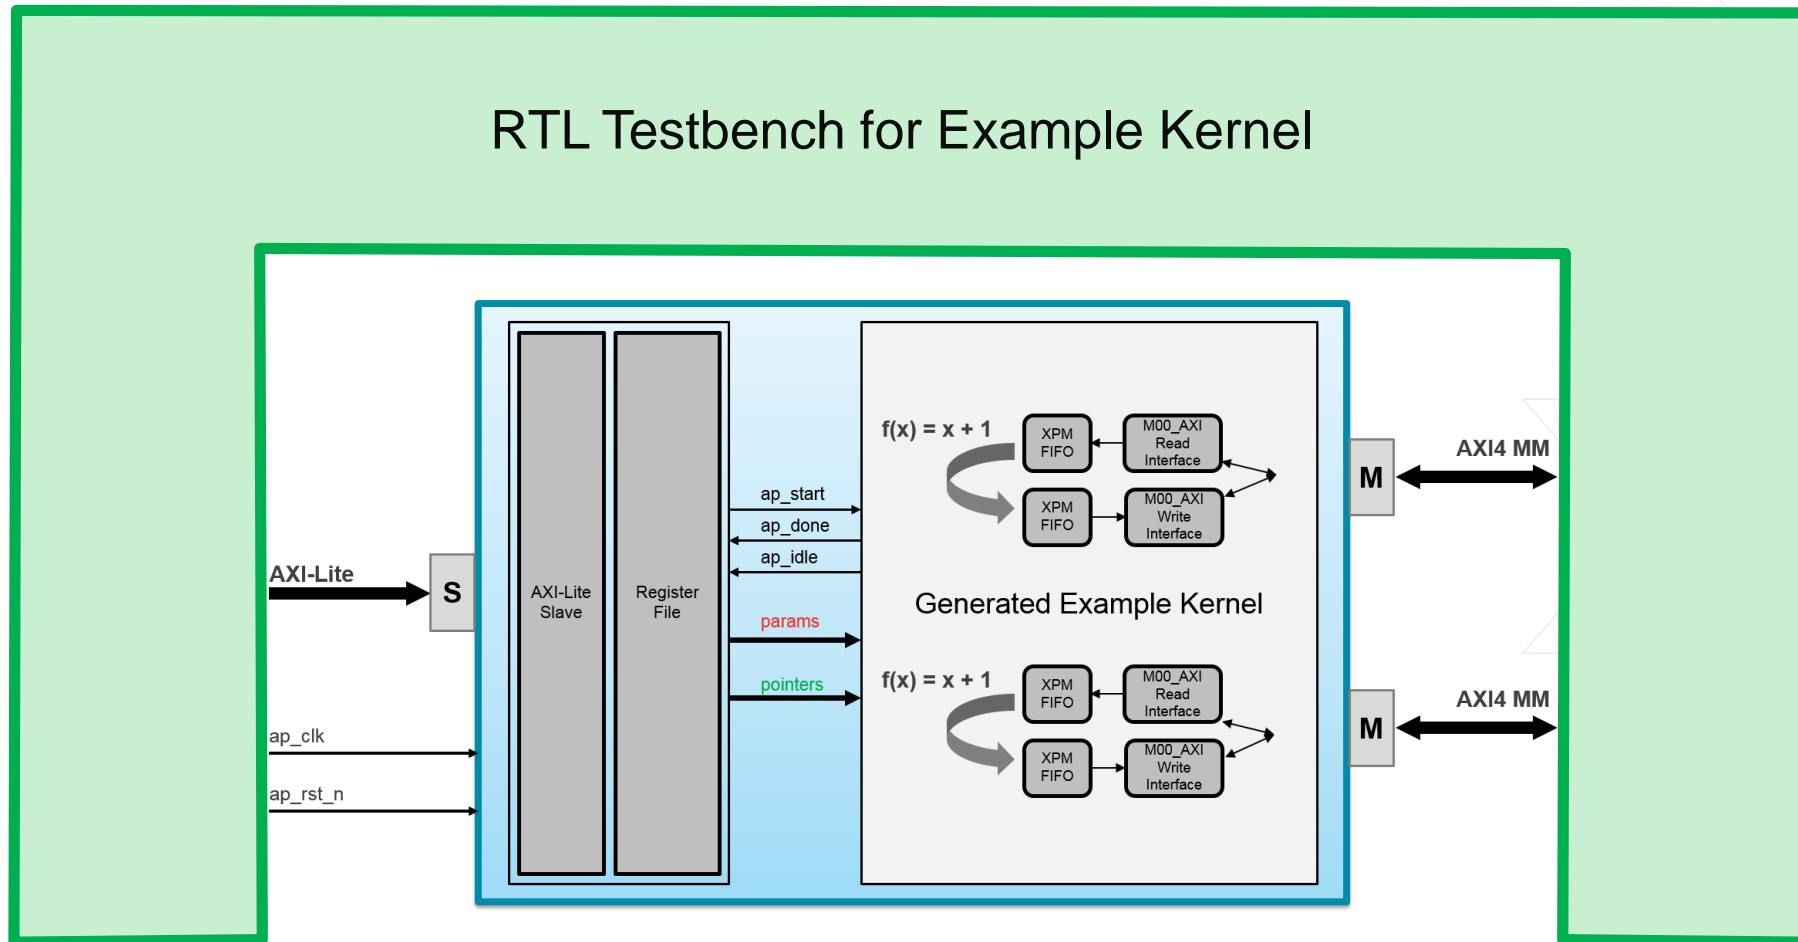 RTL Testbench for Example Kernel
AXI-Lite
S
ap_clk
ap_rst_n
AXI-Lite
Slave
Register
File
ap_start
ap_done
ap_idle
params
pointers
f(x) = x + 1
XPM
FIFO
M00_AXI
Read
Interface
XPM
FIFO
M00_AXI
Write
Interface
Generated Example Kernel
f(x) = x + 1
XPM
FIFO
M00_AXI
Read
Interface
XPM
FIFO
M00_AXI
Write
Interface
M
AXI4 MM
M
AXI4 MM